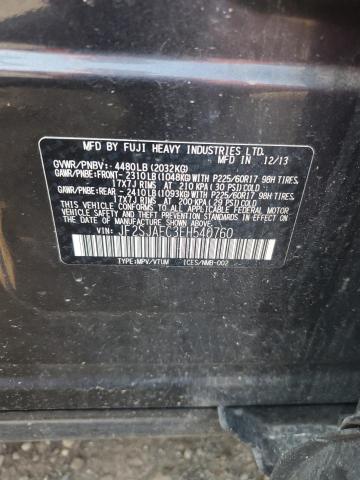 MFD BY FUJI HEAVY INDUSTRIES LTD.
MFD. IN 12/13
GVWR/PNBV: 4480LB (2032KG)
GAWR/PNBE:FRONT- 2310LB (1048KG) WITH P225/60R17 98H TIRES
17X7J RIMS AT 210 KPA (30 PSI) COLD
GAWR/PNBE:REAR - 2410LB (1093KG) WITH P225/60R17 98H TIRES
17X7J RIMS AT 200 KPA (29 PSI) COLD
THIS VEHICLE CONFORMS TO ALL APPLICABLE FEDERAL MOTOR
VEHICLE SAFETY AND BUMPER STANDARDS IN EFFECT ON THE
DATE OF MANUFACTURE SHOWN ABOVE.
VIN: JF2SJAEC3EH540760
TYPE:MPV/VTUM ICES/NMB-002